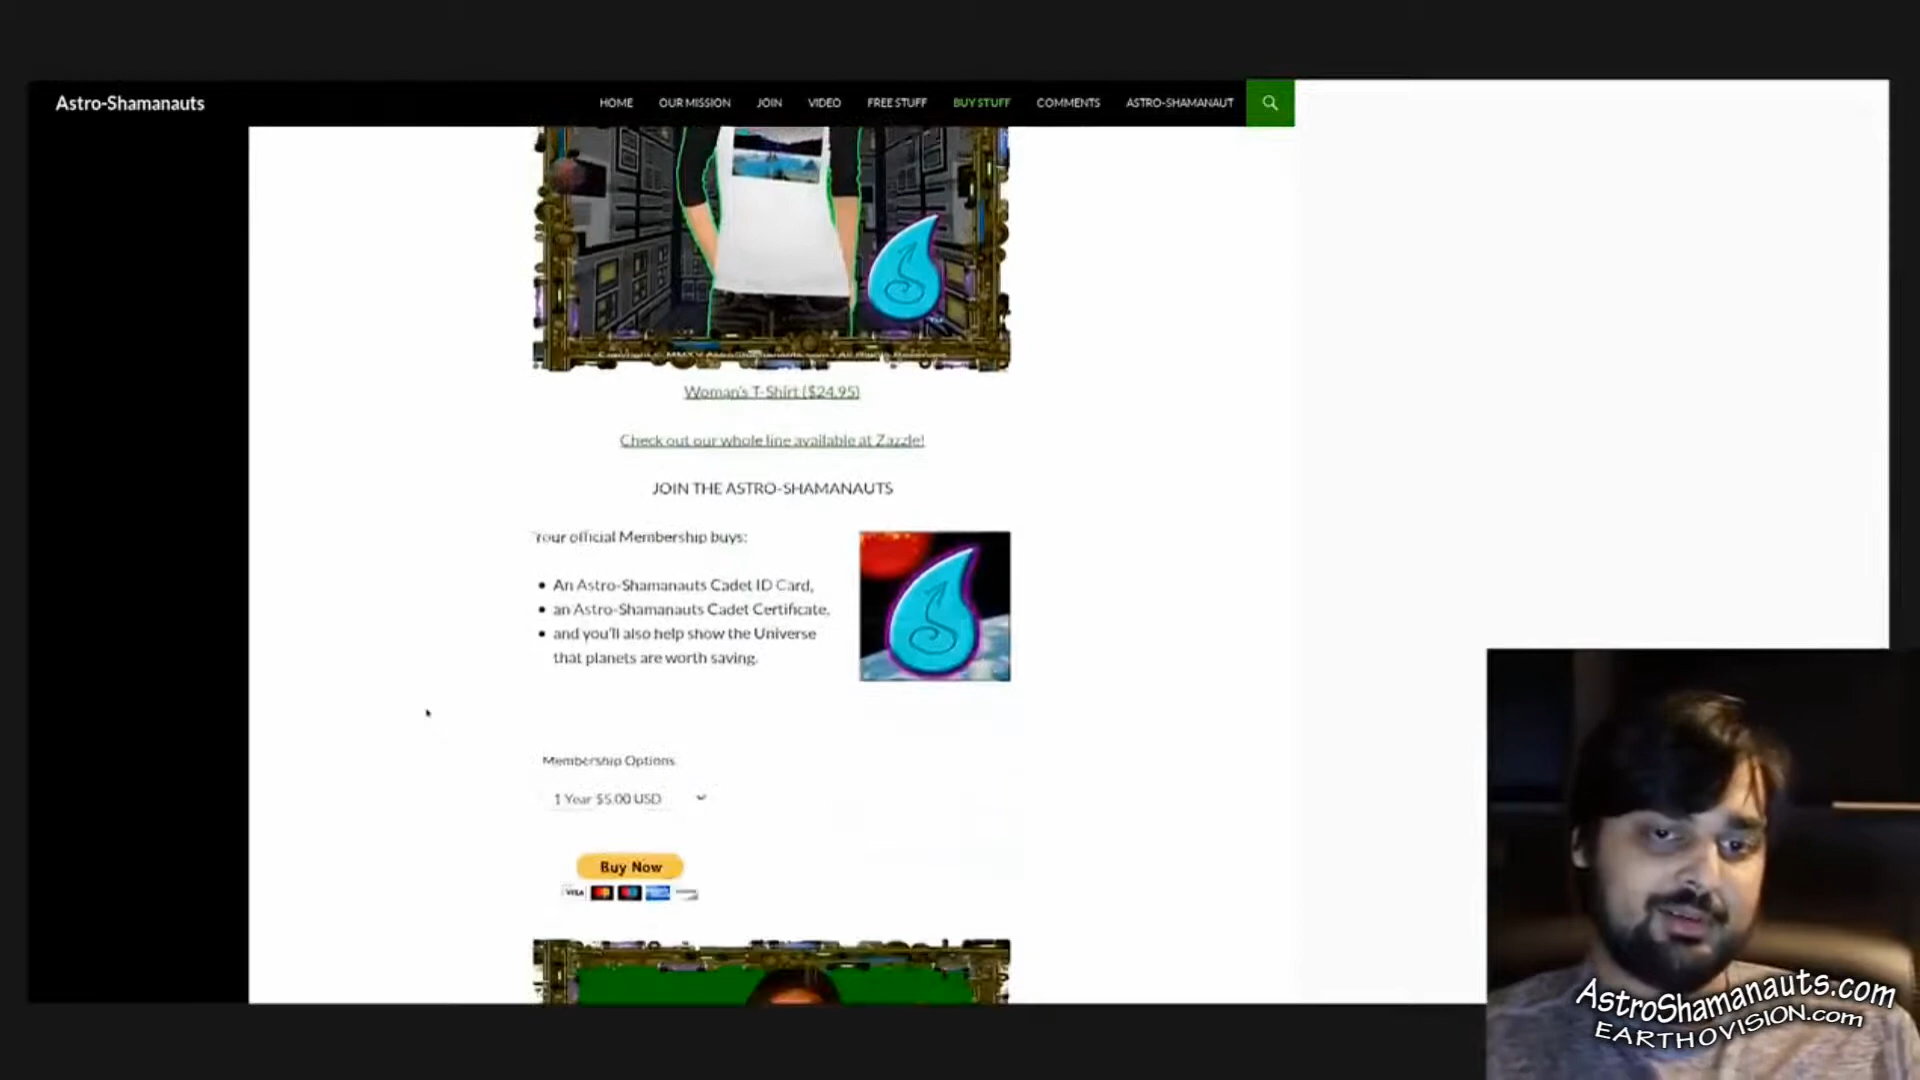 Astro-Shamanauts
HOME OUR MISSION JOIN VIDEO FREE STUFF BUY STUFF COMMENTS ASTRO-SHAMANAUT
Woman's T-Shirt ($24.95)
Check out our whole line available at Zazzle!
JOIN THE ASTRO-SHAMANAUTS
Your official Membership buys:
An Astro-Shamanauts Cadet ID Card,
an Astro-Shamanauts Cadet Certificate,
and you'll also help show the Universe
that planets are worth saving.
Membership Options
1 Year $5.00 USD
Buy Now
VISA
AstroShamanauts.com
EARTHOVISION.com